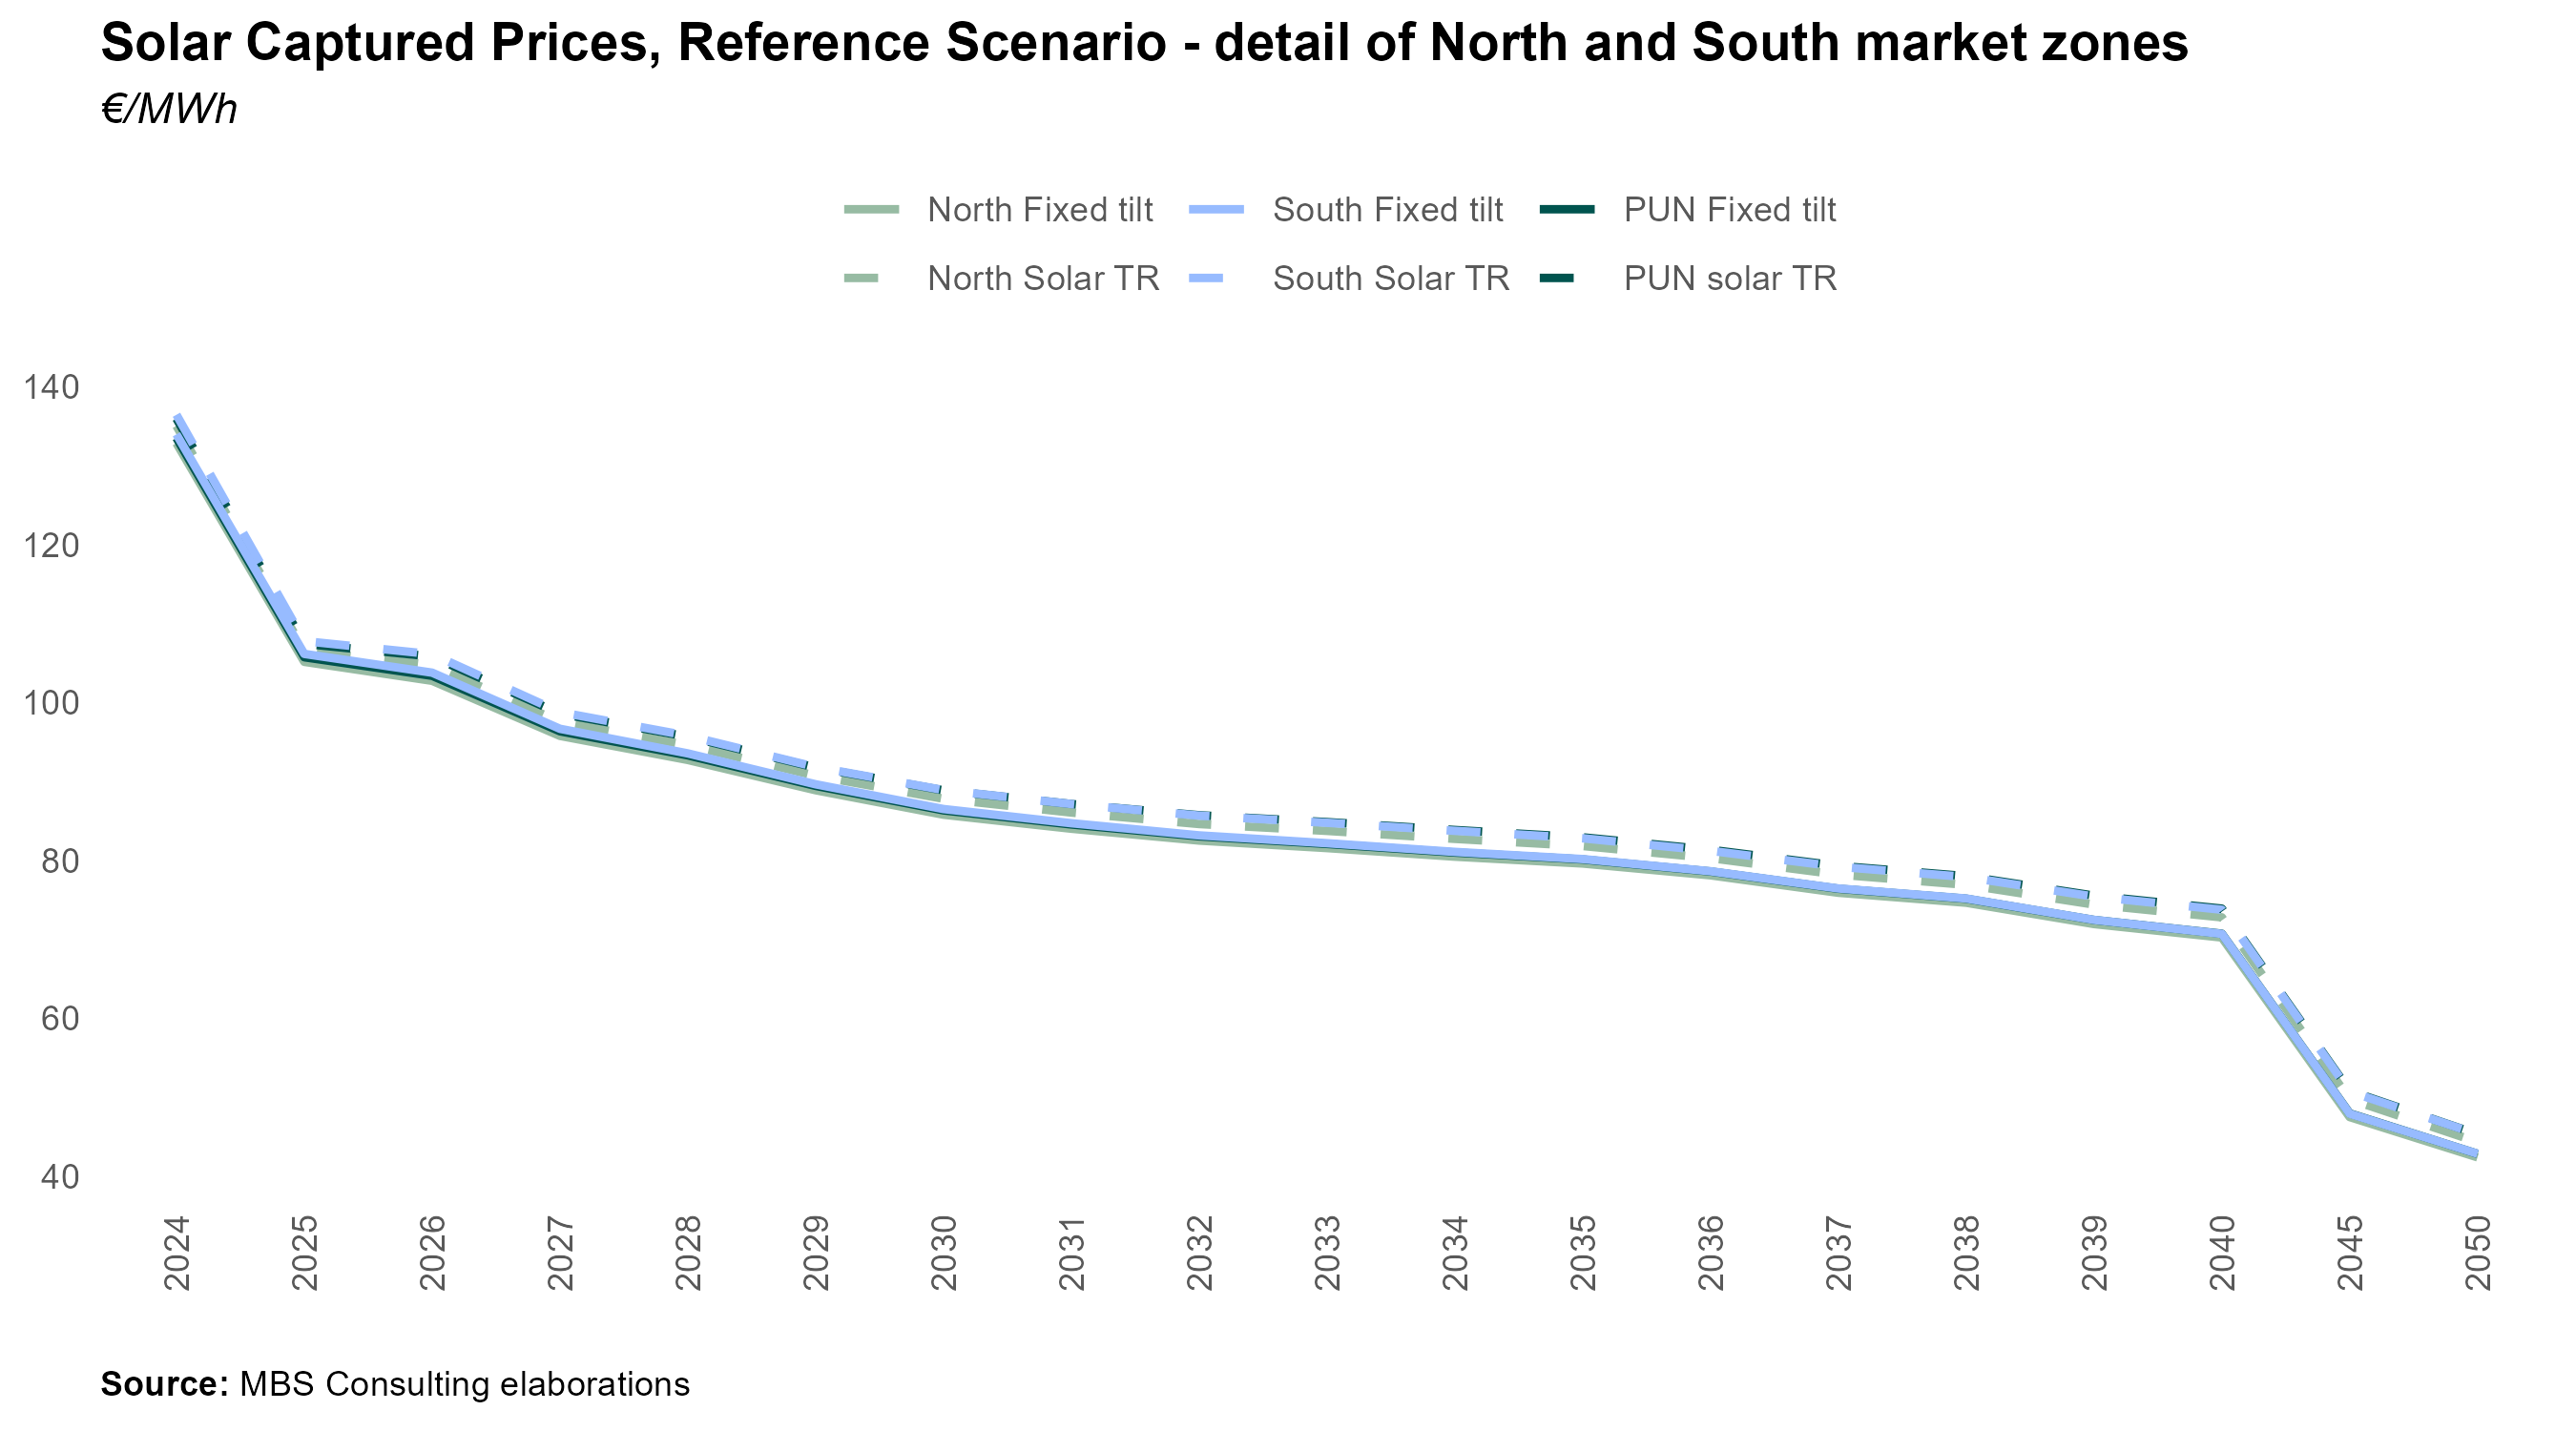 Solar Captured Prices, Reference Scenario - detail of North and South market zones
€/MWh
North Fixed tilt South Fixed tilt PUN Fixed tilt
North Solar TR South Solar TR PUN solar TR
140
120
100
80
60
40
2024 2025 2026 2027 2028 2029 2030 2031 2032 2033 2034 2035 2036 2037 2038 2039 2040 2045 2050
Source: MBS Consulting elaborations